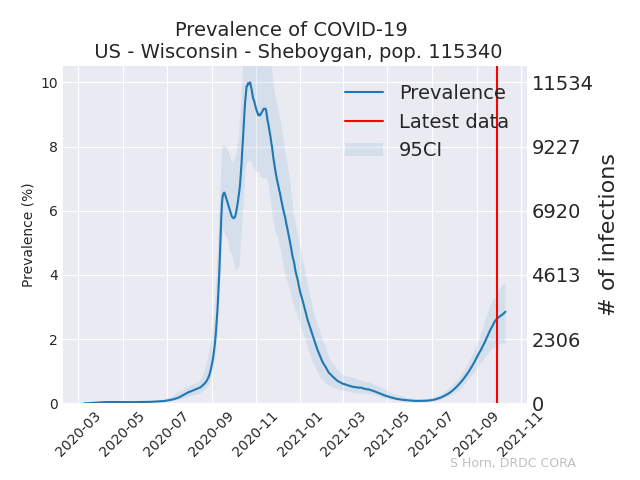 Prevalence of COVID-19
US - Wisconsin - Sheboygan, pop. 115340
Prevalence (%)
10
8
6
4
2
0
Prevalence
Latest data
95CI
11534
9227
6920
4613
2306
0
# of infections
2020-03
2020-05
2020-07
2020-09
2020-11
2021-01
2021-03
2021-05
2021-07
2021-09
2021-11
S Horn, DRDC CORA